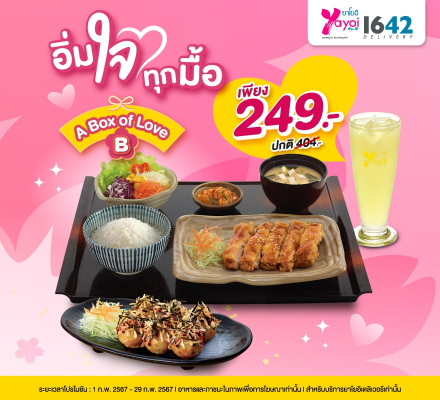 ยาโยอิ
Yayoi
JAPANESE RESTAURANT
1642
DELIVERY
อิ่มใจ
ทุกมื้อ
A Box of Love
B
เพียง
249.-
ปกติ 404.-
Yayoi
ระยะเวลาโปรโมชัน : 1 ก.พ. 2567 - 29 ก.พ. 2567 | อาหารและภาชนะในภาพเพื่อการโฆษณาเท่านั้น | สำหรับบริการยาโยอิเดลิเวอรีเท่านั้น